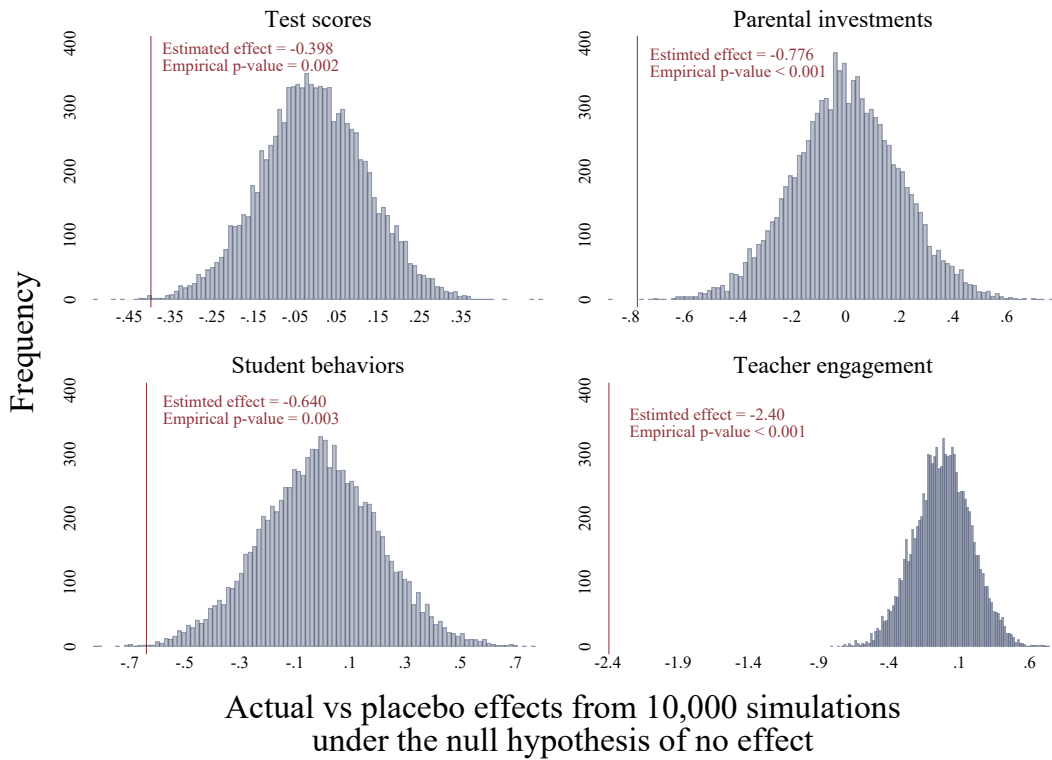 Test scores
Estimated effect = -0.398
Empirical p-value = 0.002
400
300
200
100
0
-.45 -.35 -.25 -.15 -.05 .05 .15 .25 .35
Parental investments
Estimted effect = -0.776
Empirical p-value < 0.001
400
300
200
100
0
-.8 -.6 -.4 -.2 0 .2 .4 .6
Frequency
Student behaviors
Estimted effect = -0.640
Empirical p-value = 0.003
400
300
200
100
0
-.7 -.5 -.3 -.1 .1 .3 .5 .7
Teacher engagement
Estimted effect = -2.40
Empirical p-value < 0.001
400
300
200
100
0
-2.4 -1.9 -1.4 -.9 -.4 .1 .6
Actual vs placebo effects from 10,000 simulations
under the null hypothesis of no effect